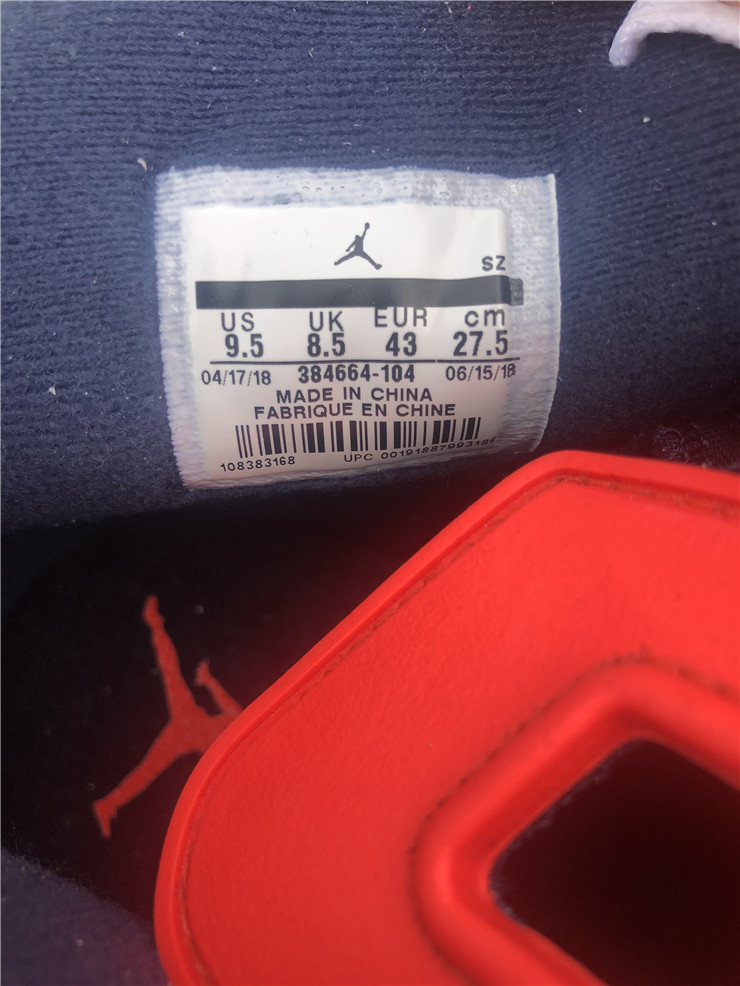 sz
US UK EUR cm
9.5 8.5 43 27.5
04/17/18 384664-104 06/15/18
MADE IN CHINA
FABRIQUE EN CHINE
108383168 UPC 00191887993186